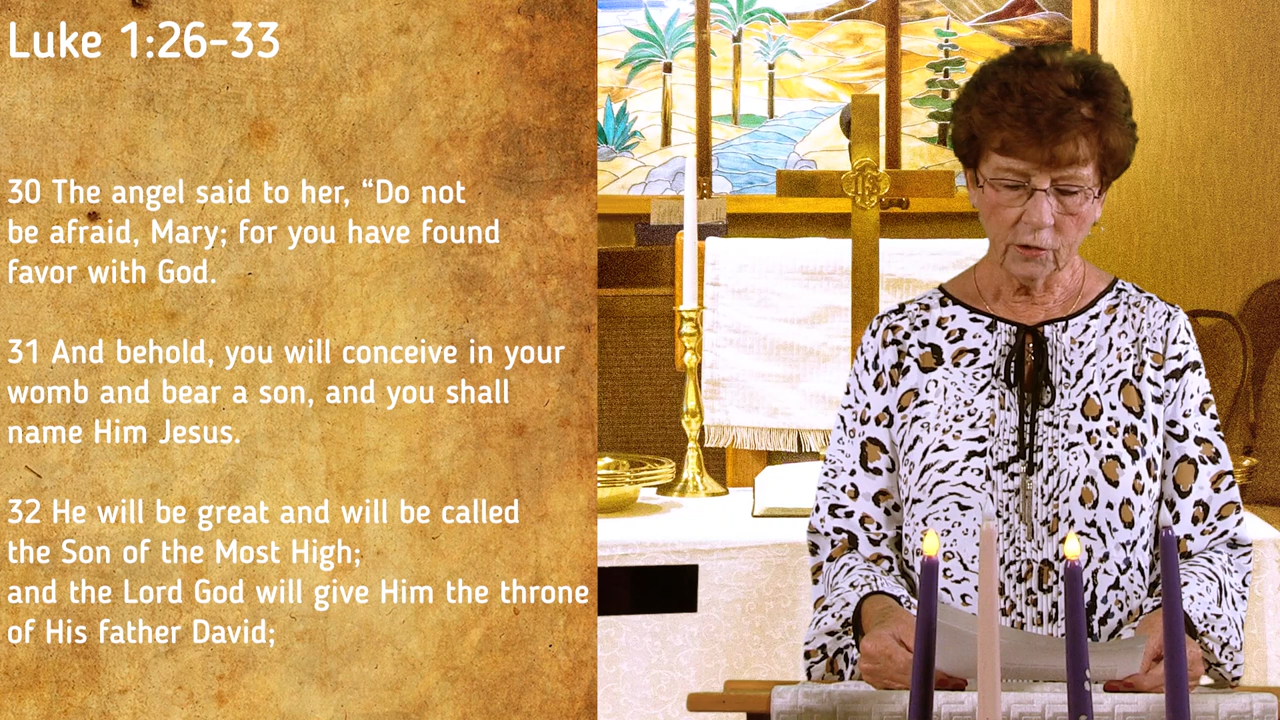 Luke 1:26-33
30 The angel said to her, “Do not
be afraid, Mary; for you have found
favor with God.
31 And behold, you will conceive in your
womb and bear a son, and you shall
name Him Jesus.
32 He will be great and will be called
the Son of the Most High;
and the Lord God will give Him the throne
of His father David;
IHS